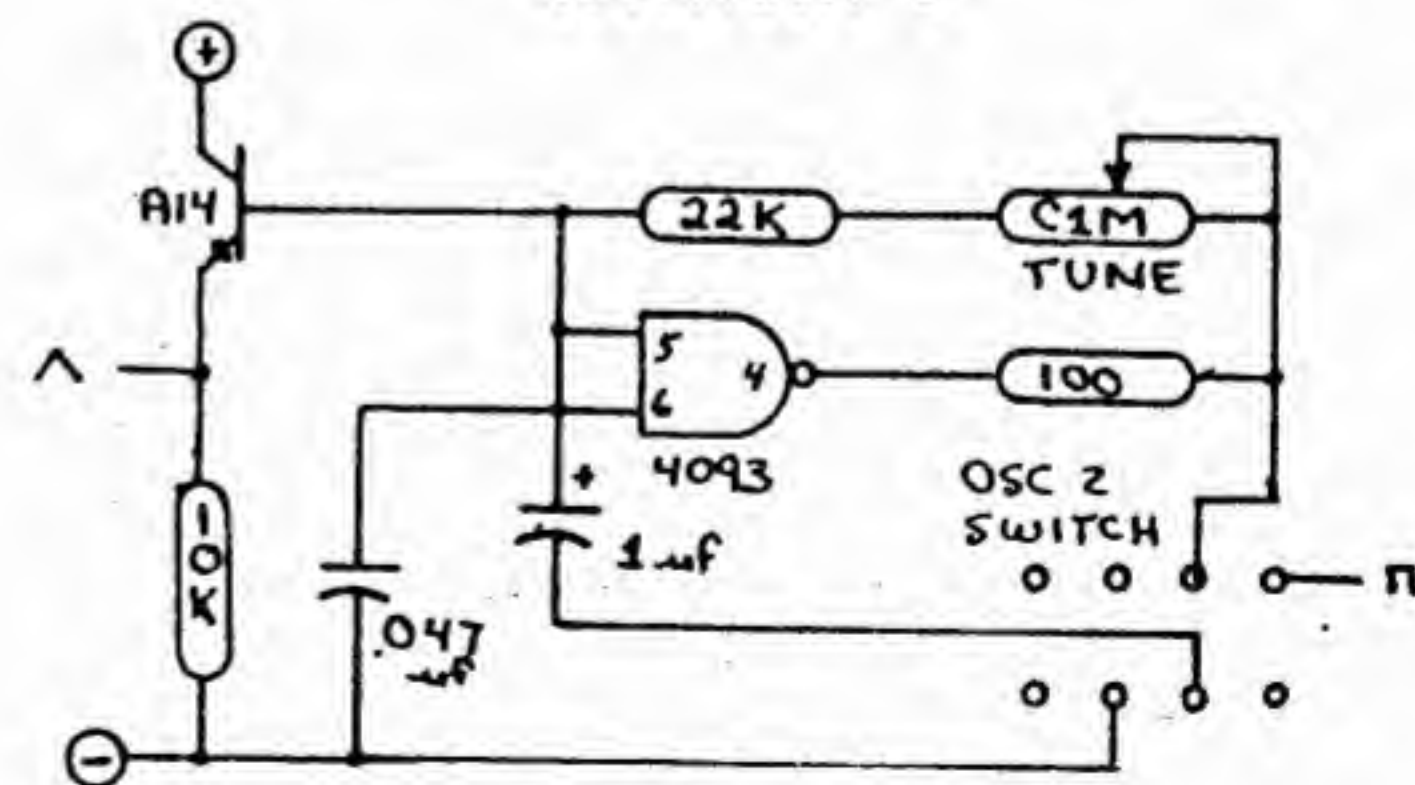 +
A14
22K
C1M
TUNE
5
4
100
6
4093
+
OSC 2
SWITCH
1 uf
10K
.047
uf
-